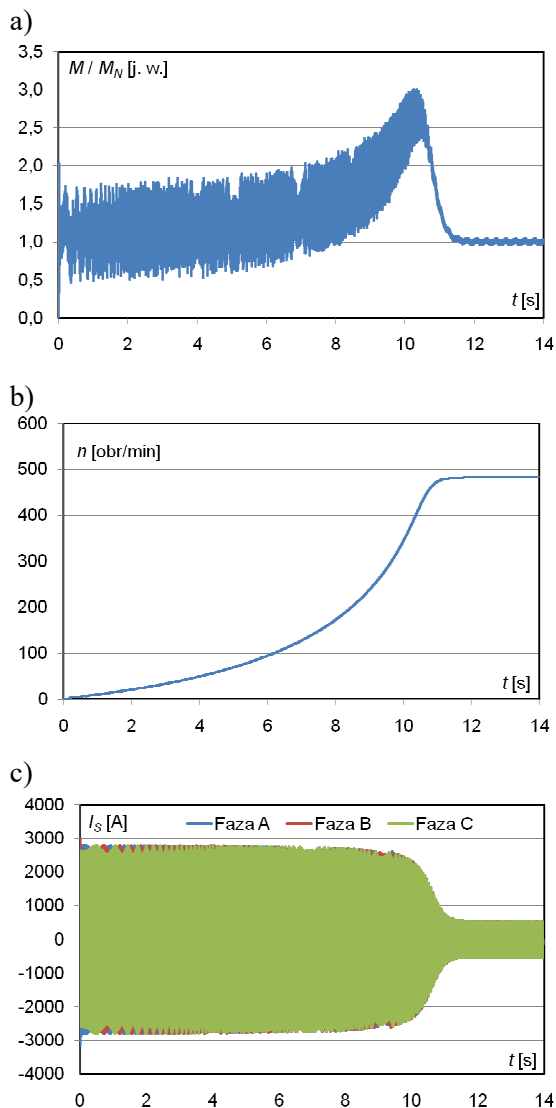 a)
M / M_N [j. w.]
3,5
3,0
2,5
2,0
1,5
1,0
0,5
0,0
t [s]
0 2 4 6 8 10 12 14
b)
n [obr/min]
600
500
400
300
200
100
0
t [s]
0 2 4 6 8 10 12 14
c)
I_S [A] Faza A Faza B Faza C
4000
3000
2000
1000
0
-1000
-2000
-3000
-4000
t [s]
0 2 4 6 8 10 12 14